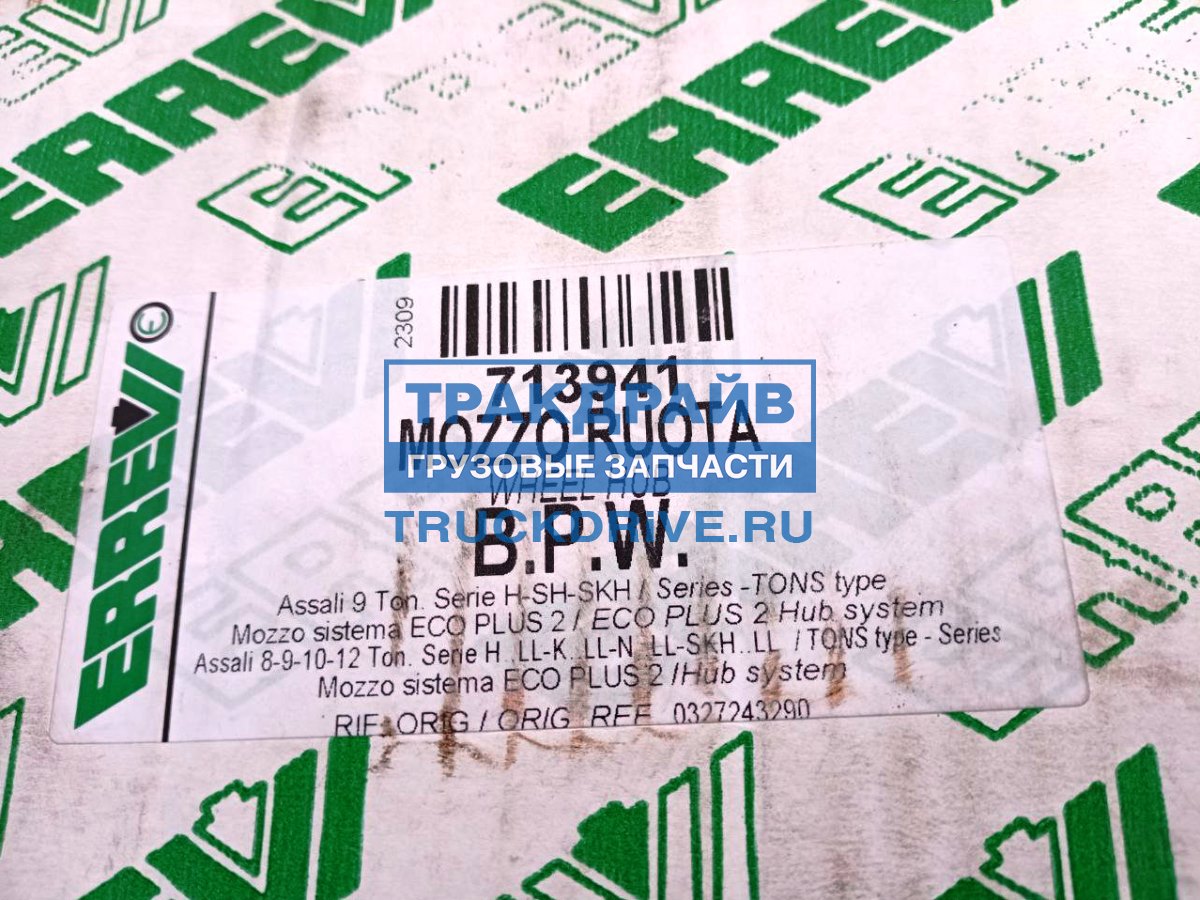 ERREVI
2309
713941
MOZZO RUOTA
WHEEL HUB
B.P.W.
Assali 9 Ton. Serie H-SH-SKH / Series -TONS type
Mozzo sistema ECO PLUS 2 / ECO PLUS 2 Hub system
Assali 8-9-10-12 Ton. Serie H..LL-K..LL-N..LL-SKH..LL / TONS type - Series
Mozzo sistema ECO PLUS 2 /Hub system
RIF. ORIG / ORIG. REF. 0327243290
ТРАКДРАЙВ
ГРУЗОВЫЕ ЗАПЧАСТИ
TRUCKDRIVE.RU